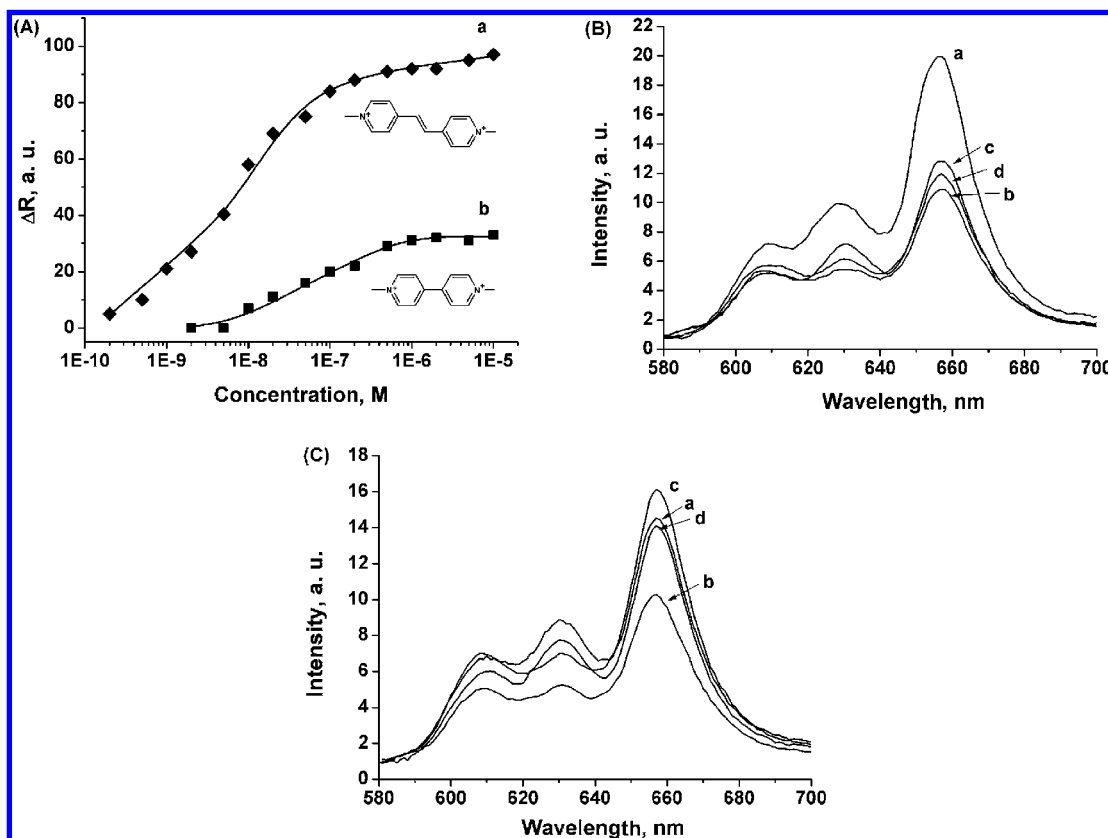 (A)
a
100
80
60
40
20
0
ΔR, a. u.
N⁺
N⁺
b
N⁺
N⁺
1E-10 1E-9 1E-8 1E-7 1E-6 1E-5
Concentration, M
(B)
22
20
18
16
14
12
10
8
6
4
2
0
Intensity, a. u.
a
c
d
b
580 600 620 640 660 680 700
Wavelength, nm
(C)
18
16
14
12
10
8
6
4
2
0
Intensity, a. u.
c
a
d
b
580 600 620 640 660 680 700
Wavelength, nm